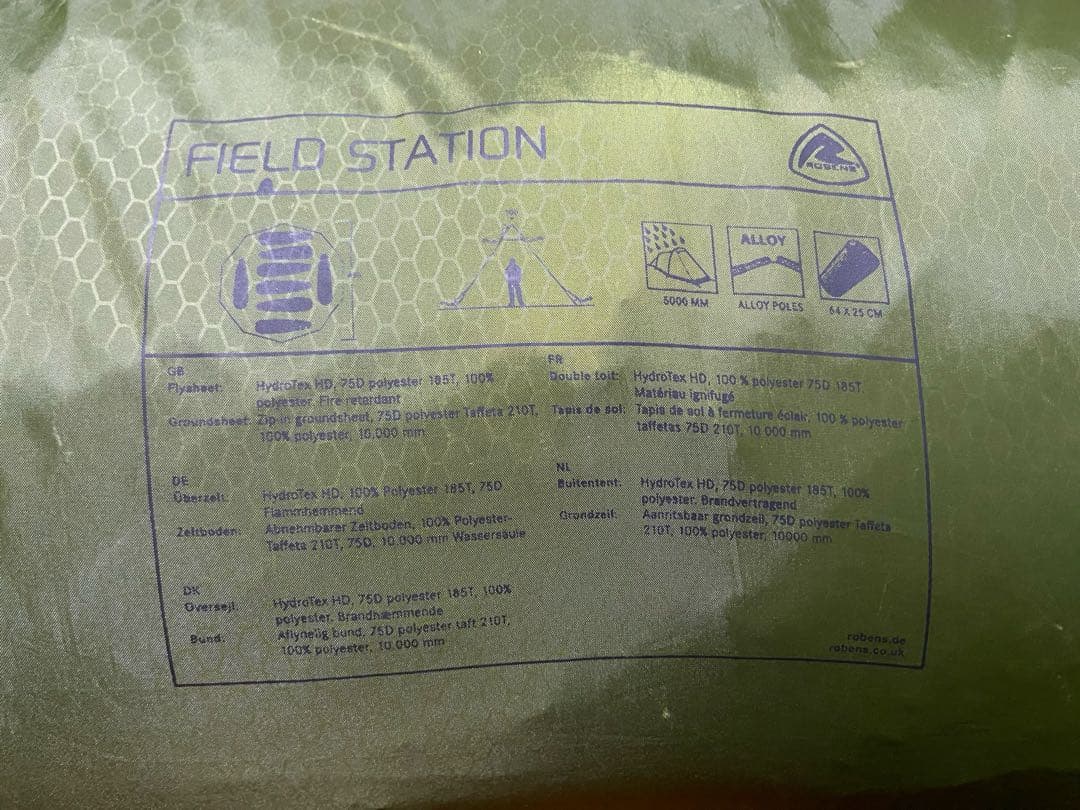 FIELD STATION
ROBENS
ALLOY
5000 MM
ALLOY POLES
64 X 25 CM
GB
Flysheet: HydroTex HD, 75D polyester 185T, 100%
polyester. Fire retardant
Groundsheet: Zip-in groundsheet, 75D polyester Taffeta 210T,
100% polyester, 10.000 mm
FR
Double toit: HydroTex HD, 100 % polyester 75D 185T.
Matériau ignifugé
Tapis de sol: Tapis de sol à fermeture éclair, 100 % polyester
taffetas 75D 210T, 10 000 mm
DE
Überzelt: HydroTex HD, 100% Polyester 185T, 75D
Flammhemmend
Zeltboden: Abnehmbarer Zeltboden, 100% Polyester-
Taffeta 210T, 75D, 10.000 mm Wassersäule
NL
Buitentent: HydroTex HD, 75D polyester 185T, 100%
polyester. Brandvertragend
Grondzeil: Aanritsbaar grondzeil, 75D polyester Taffeta
210T, 100% polyester, 10000 mm
DK
Oversejl: HydroTex HD, 75D polyester 185T, 100%
polyester. Brandhæmmende
Bund: Aflynelig bund, 75D polyester taft 210T,
100% polyester, 10.000 mm
robens.de
robens.co.uk